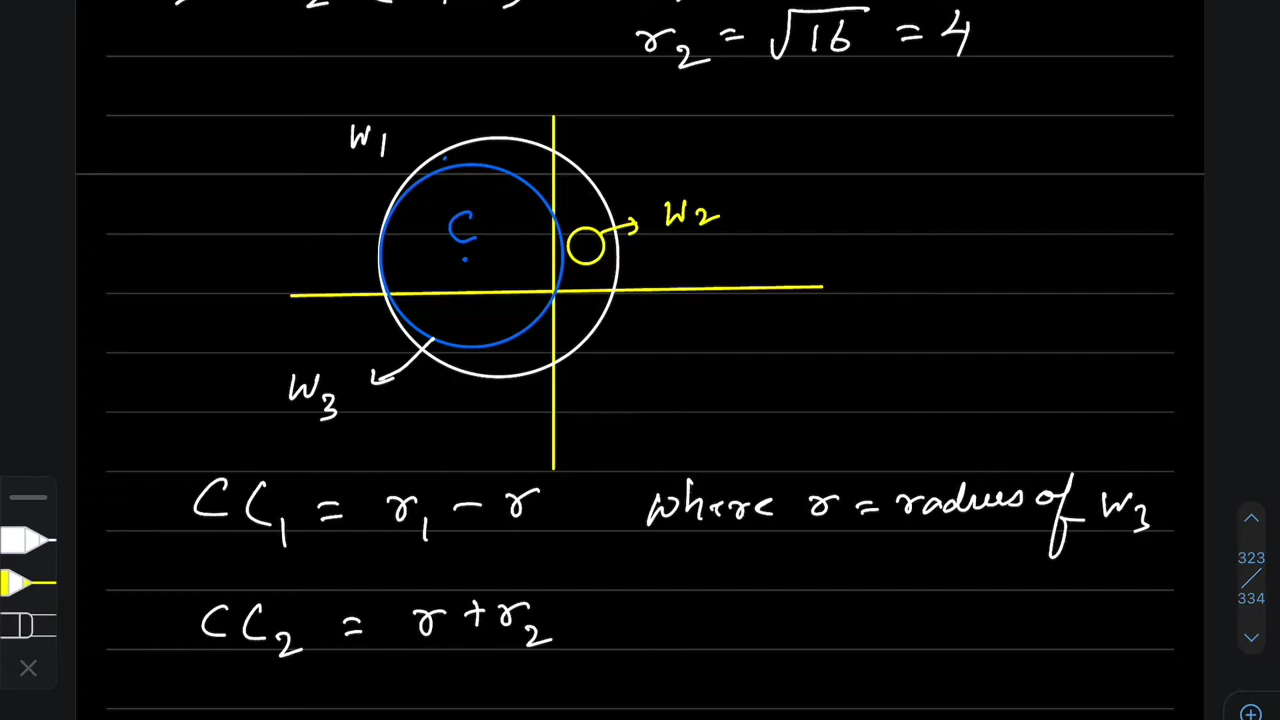 r₂ = √16 = 4
W₁
C
W₂
W₃
CC₁ = r₁ - r where r = radius of W₃
CC₂ = r + r₂
323
334